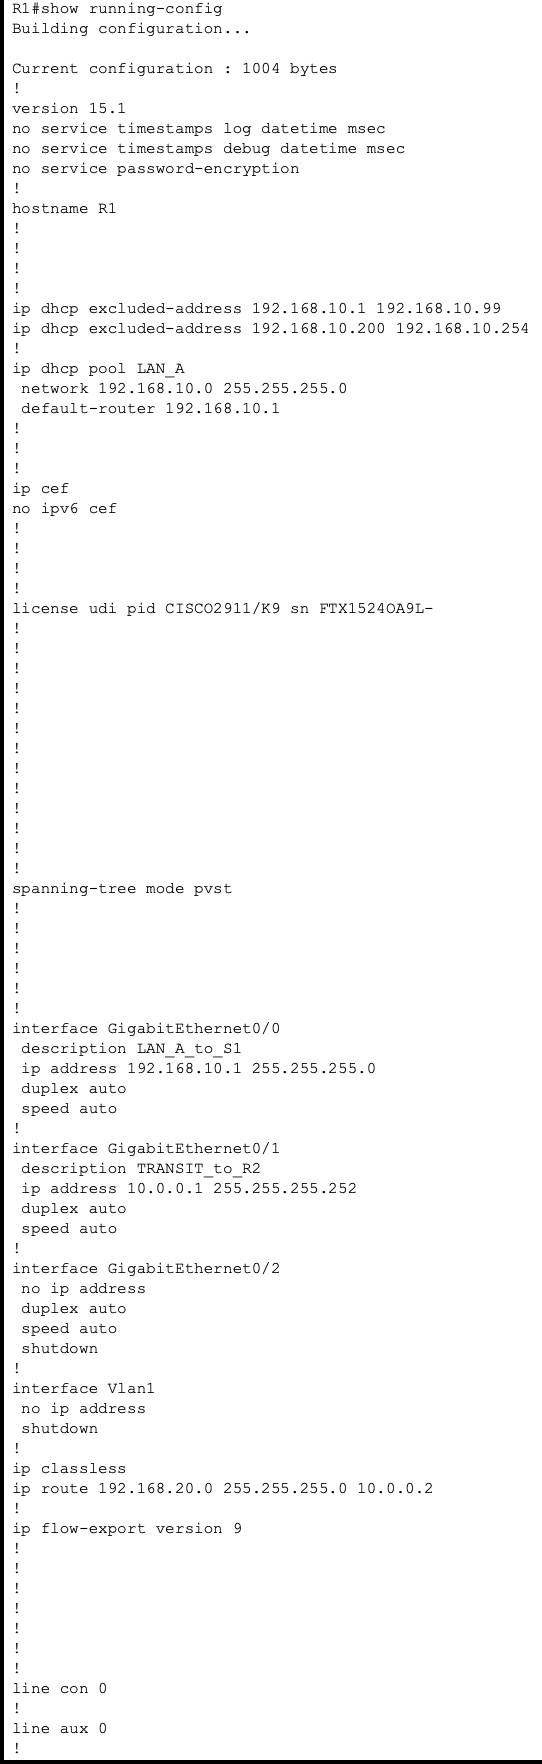 R1#show running-config
Building configuration...

Current configuration : 1004 bytes
!
version 15.1
no service timestamps log datetime msec
no service timestamps debug datetime msec
no service password-encryption
!
hostname R1
!
!
!
!
ip dhcp excluded-address 192.168.10.1 192.168.10.99
ip dhcp excluded-address 192.168.10.200 192.168.10.254
!
ip dhcp pool LAN_A
 network 192.168.10.0 255.255.255.0
 default-router 192.168.10.1
!
!
!
ip cef
no ipv6 cef
!
!
!
!
license udi pid CISCO2911/K9 sn FTX1524OA9L-
!
!
!
!
!
!
!
!
!
!
!
!
!
spanning-tree mode pvst
!
!
!
!
!
!
interface GigabitEthernet0/0
 description LAN_A_to_S1
 ip address 192.168.10.1 255.255.255.0
 duplex auto
 speed auto
!
interface GigabitEthernet0/1
 description TRANSIT_to_R2
 ip address 10.0.0.1 255.255.255.252
 duplex auto
 speed auto
!
interface GigabitEthernet0/2
 no ip address
 duplex auto
 speed auto
 shutdown
!
interface Vlan1
 no ip address
 shutdown
!
ip classless
ip route 192.168.20.0 255.255.255.0 10.0.0.2
!
ip flow-export version 9
!
!
!
!
!
!
!
line con 0
!
line aux 0
!